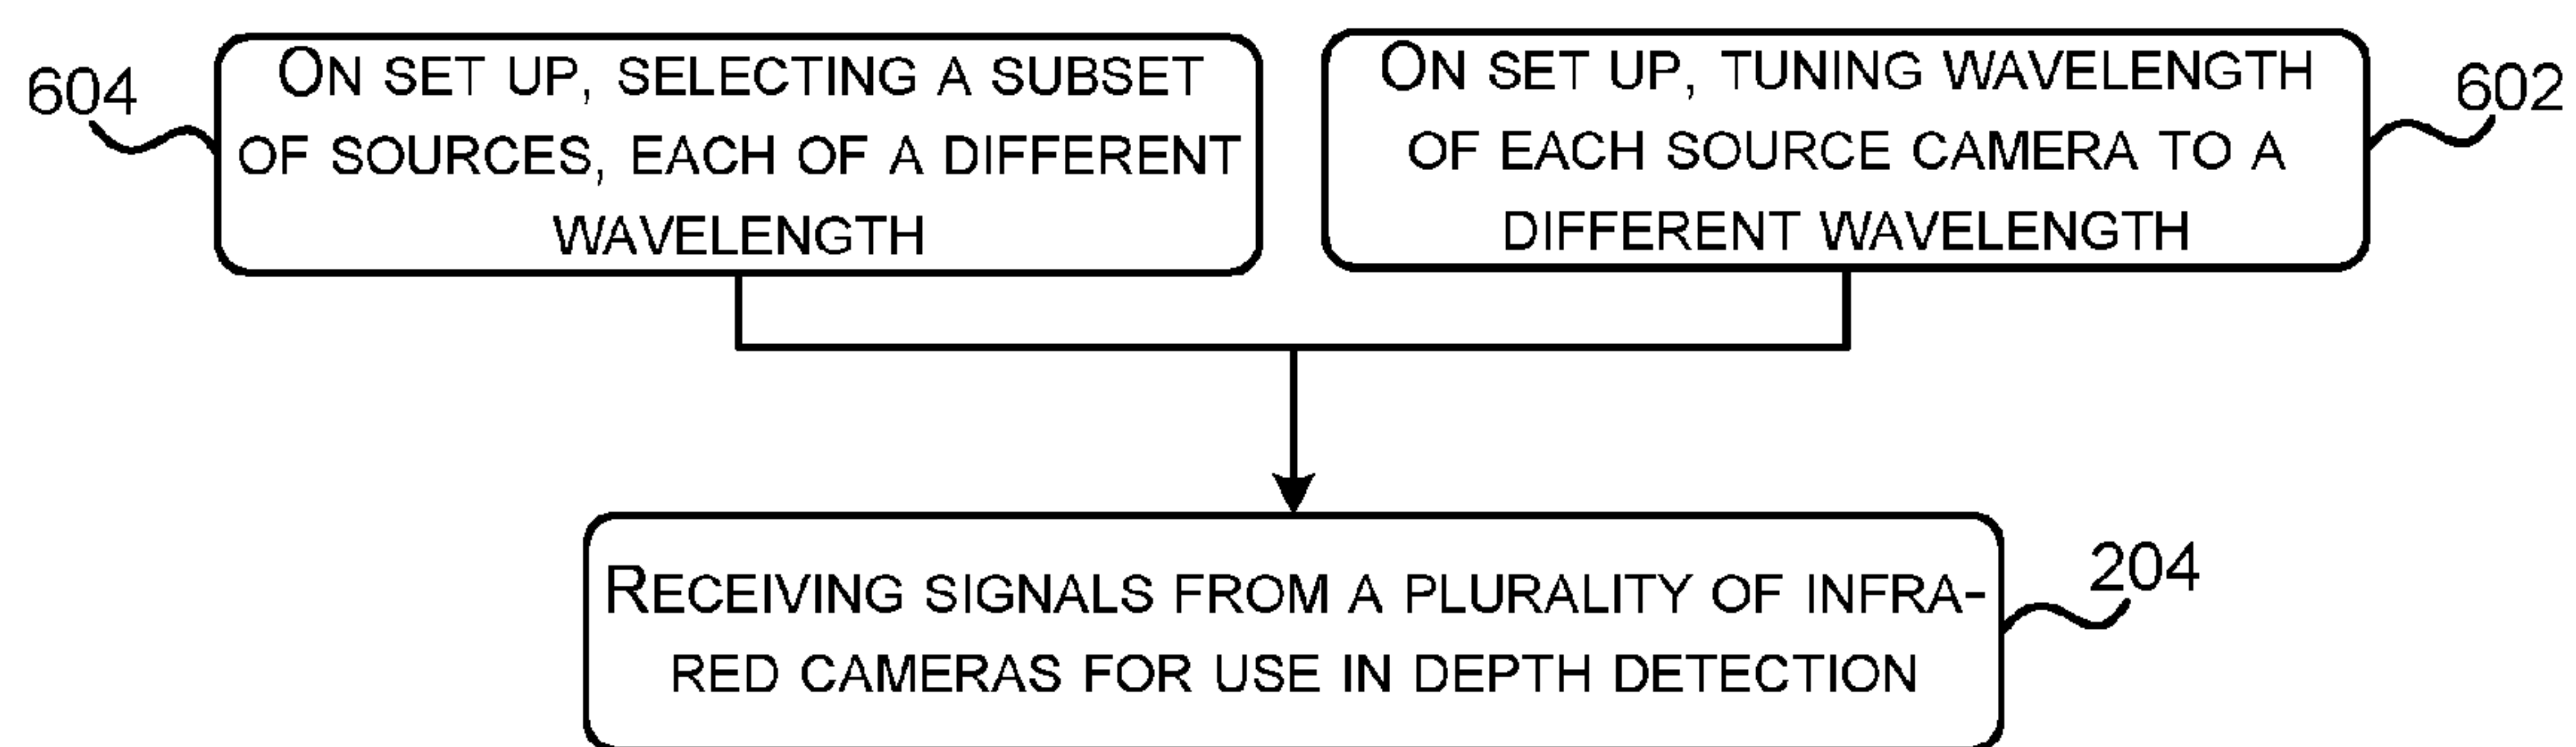 604
ON SET UP, SELECTING A SUBSET
OF SOURCES, EACH OF A DIFFERENT
WAVELENGTH
ON SET UP, TUNING WAVELENGTH
OF EACH SOURCE CAMERA TO A
DIFFERENT WAVELENGTH
602
RECEIVING SIGNALS FROM A PLURALITY OF INFRA-
RED CAMERAS FOR USE IN DEPTH DETECTION
204